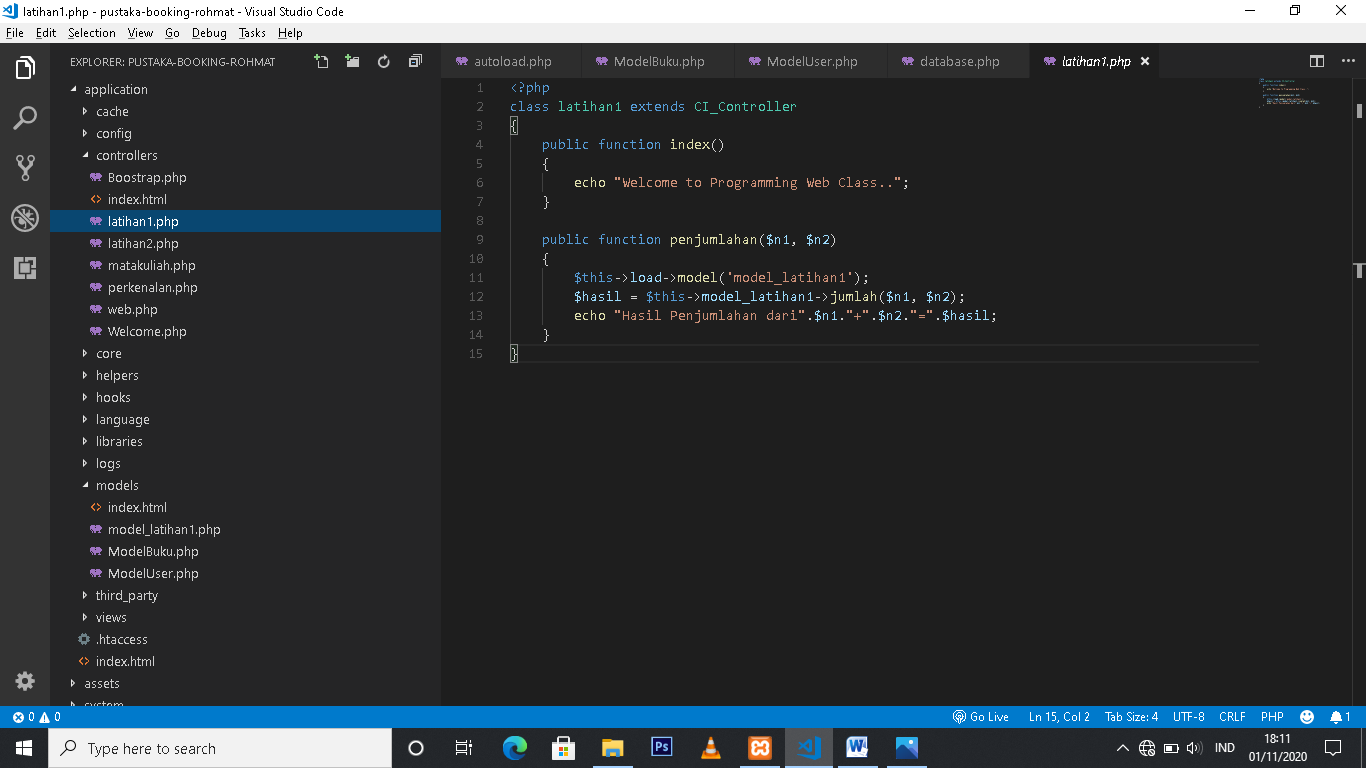 latihan1.php - pustaka-booking-rohmat - Visual Studio Code
File Edit Selection View Go Debug Tasks Help
EXPLORER: PUSTAKA-BOOKING-ROHMAT
application
cache
config
controllers
Boostrap.php
index.html
latihan1.php
latihan2.php
matakuliah.php
perkenalan.php
web.php
Welcome.php
core
helpers
hooks
language
libraries
logs
models
index.html
model_latihan1.php
ModelBuku.php
ModelUser.php
third_party
views
.htaccess
index.html
assets
system
autoload.php ModelBuku.php ModelUser.php database.php latihan1.php
1 <?php
2 class latihan1 extends CI_Controller
3 {
4 public function index()
5 {
6 echo "Welcome to Programming Web Class..";
7 }
8
9 public function penjumlahan($n1, $n2)
10 {
11 $this->load->model('model_latihan1');
12 $hasil = $this->model_latihan1->jumlah($n1, $n2);
13 echo "Hasil Penjumlahan dari".$n1."+".$n2."=".$hasil;
14 }
15 }
0 0 Go Live Ln 15, Col 2 Tab Size: 4 UTF-8 CRLF PHP 1
Type here to search
Ps
W
IND
18:11
01/11/2020